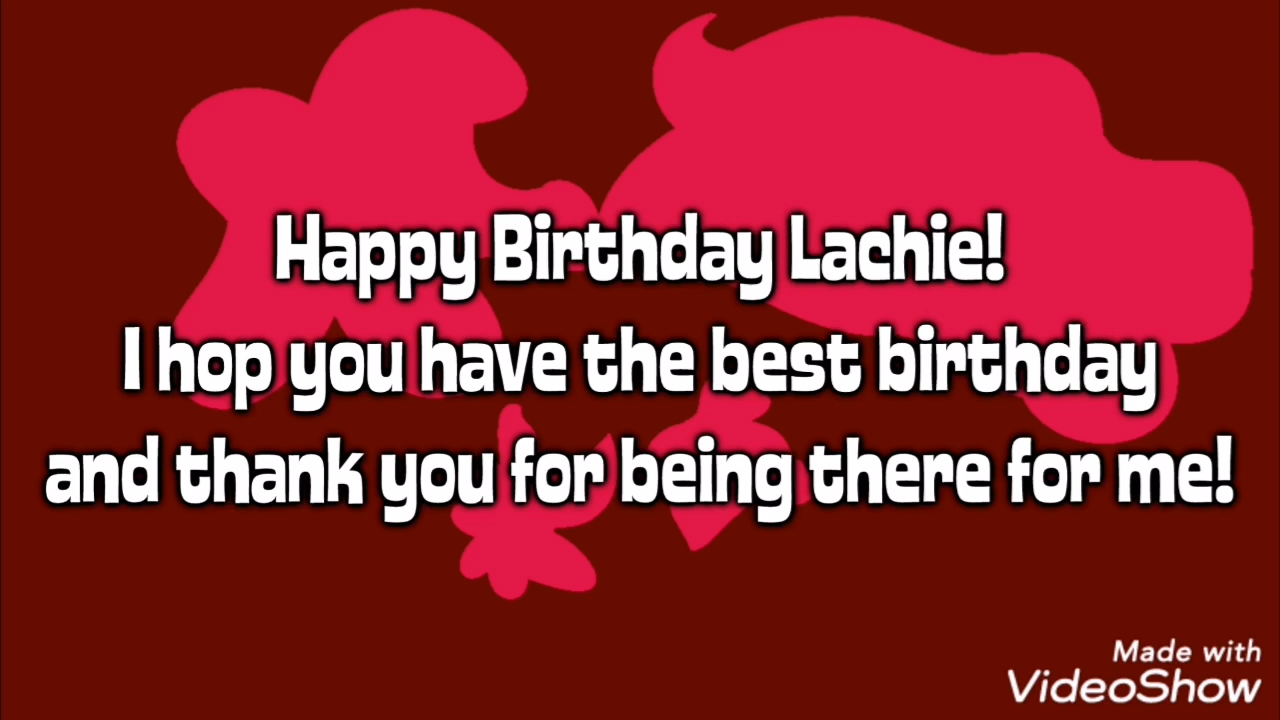 Happy Birthday Lachie!
I hop you have the best birthday
and thank you for being there for me!
Made with
VideoShow